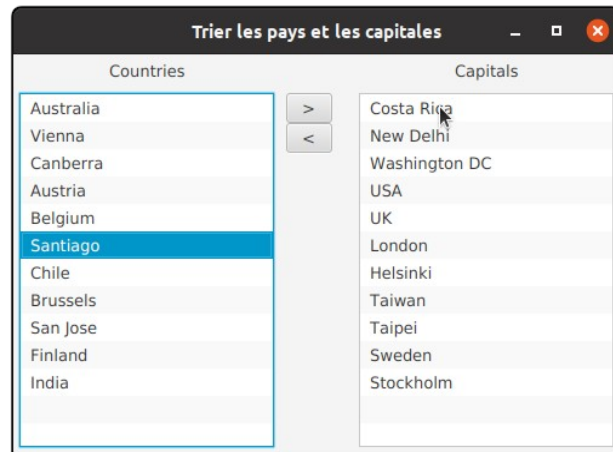 Trier les pays et les capitales
Countries
Capitals
Australia
Vienna
Canberra
Austria
Belgium
Santiago
Chile
Brussels
San Jose
Finland
India
>
<
Costa Rica
New Delhi
Washington DC
USA
UK
London
Helsinki
Taiwan
Taipei
Sweden
Stockholm